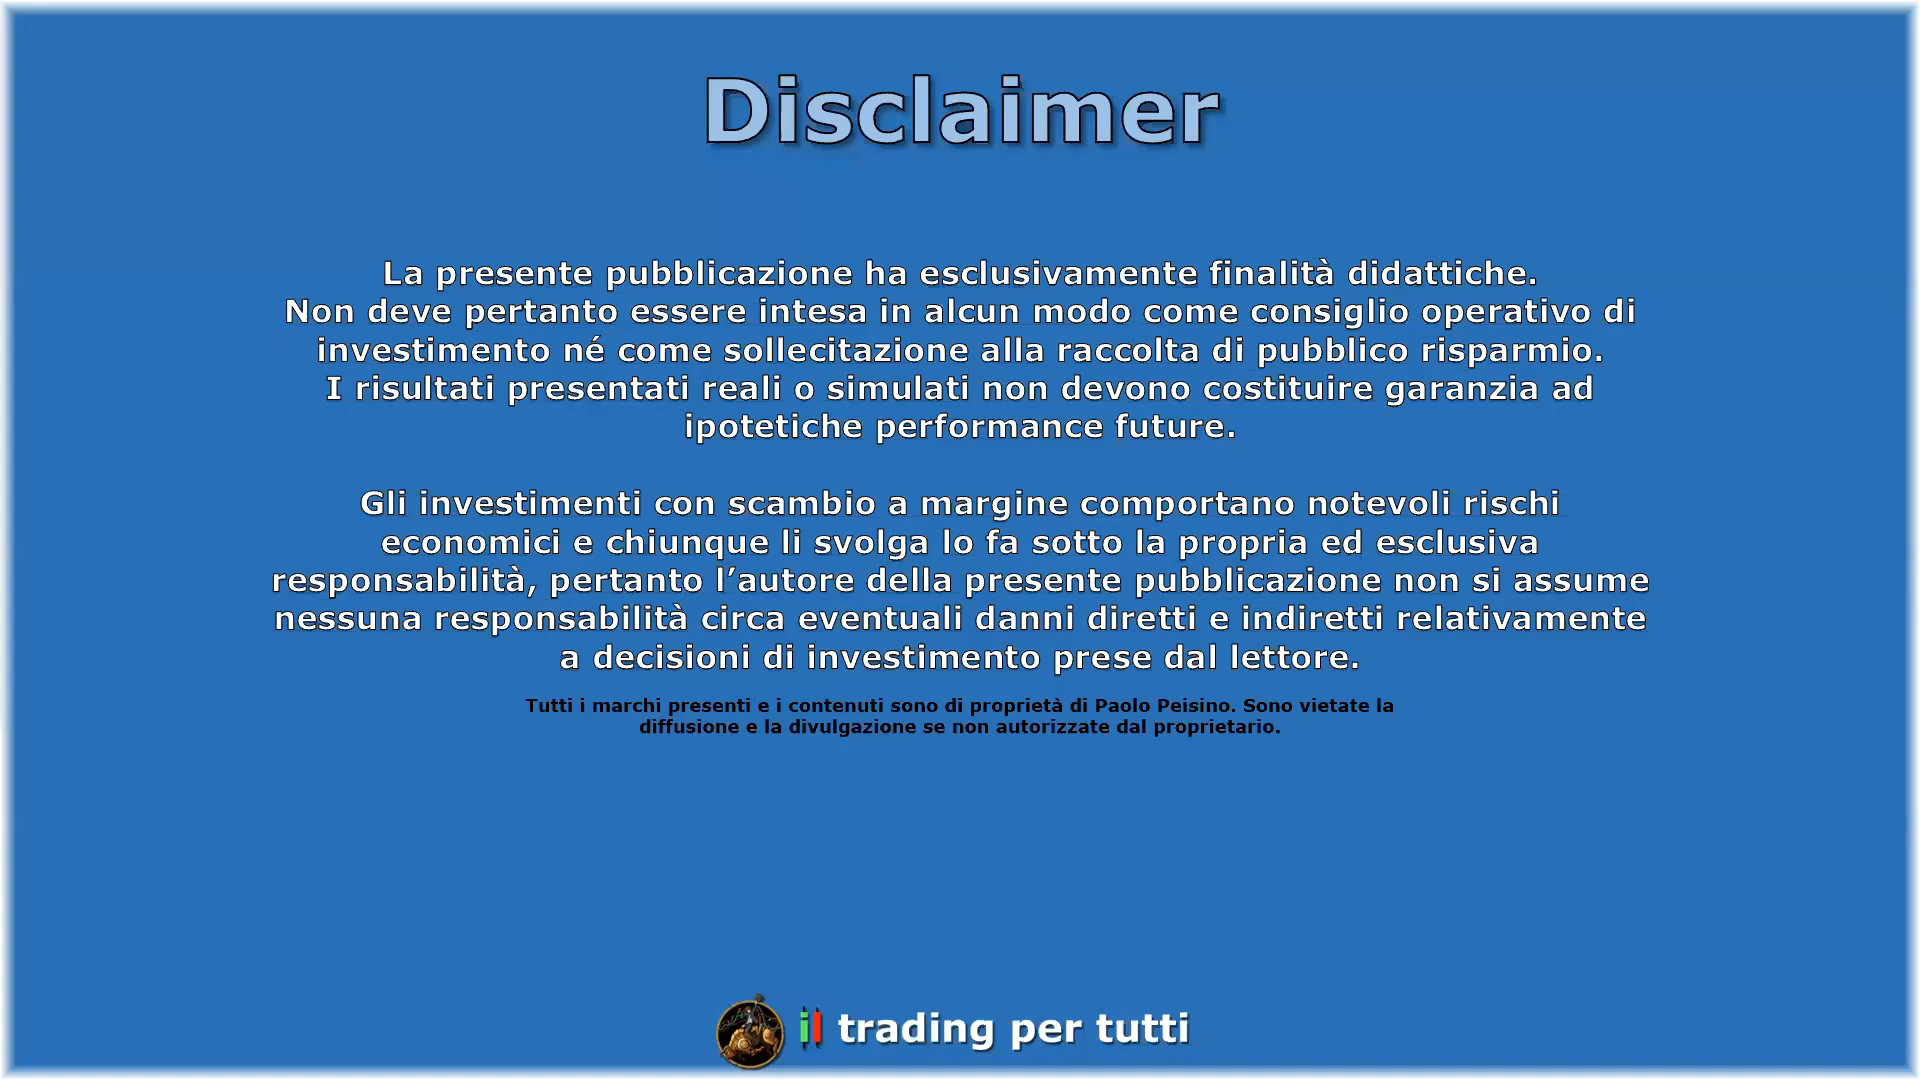 Disclaimer
La presente pubblicazione ha esclusivamente finalità didattiche.
Non deve pertanto essere intesa in alcun modo come consiglio operativo di
investimento né come sollecitazione alla raccolta di pubblico risparmio.
I risultati presentati reali o simulati non devono costituire garanzia ad
ipotetiche performance future.
Gli investimenti con scambio a margine comportano notevoli rischi
economici e chiunque li svolga lo fa sotto la propria ed esclusiva
responsabilità, pertanto l’autore della presente pubblicazione non si assume
nessuna responsabilità circa eventuali danni diretti e indiretti relativamente
a decisioni di investimento prese dal lettore.
Tutti i marchi presenti e i contenuti sono di proprietà di Paolo Peisino. Sono vietate la
diffusione e la divulgazione se non autorizzate dal proprietario.
il trading per tutti